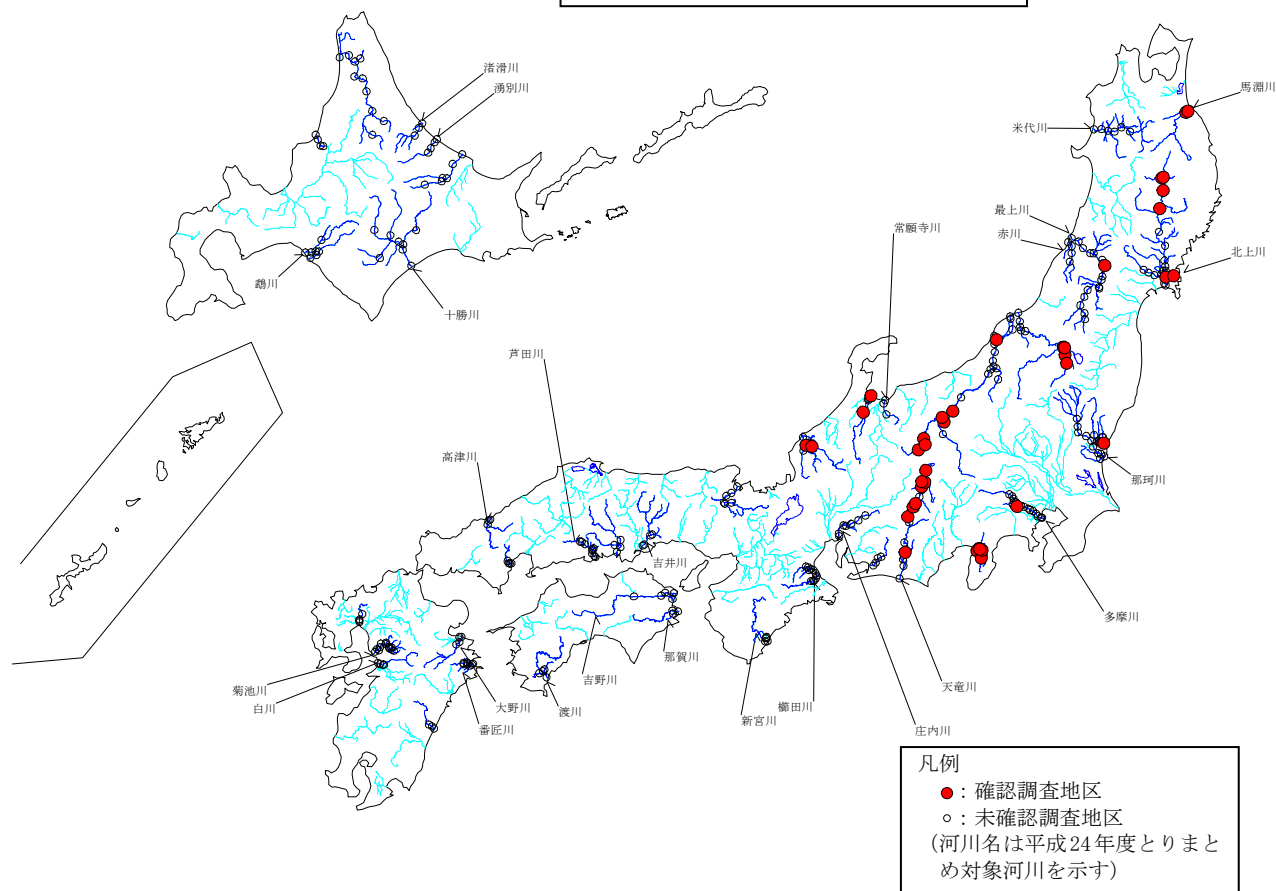 渚滑川
湧別川
馬淵川
米代川
最上川
赤川
常願寺川
北上川
鵡川
十勝川
芦田川
高津川
那珂川
吉井川
多摩川
菊池川
白川
大野川
番匠川
渡川
吉野川
那賀川
新宮川
櫛田川
天竜川
庄内川
凡例
●：確認調査地区
○：未確認調査地区
(河川名は平成24年度とりまと
め対象河川を示す)